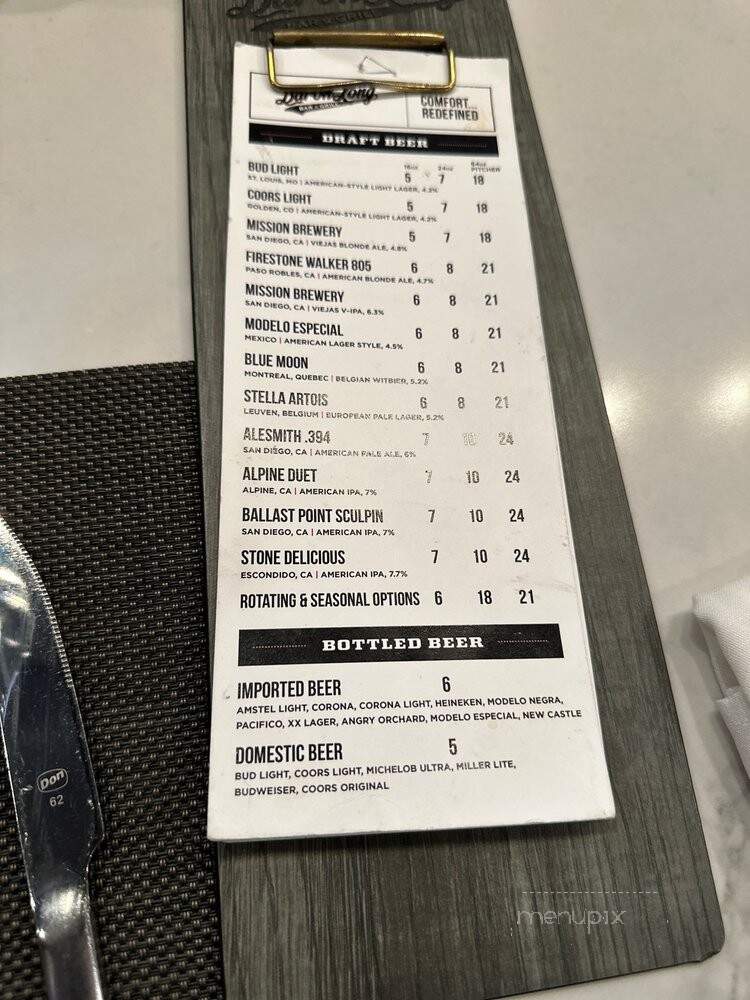 Baron Long
BAR & GRILL
COMFORT...
REDEFINED
DRAFT BEER
16oz 24oz 64oz PITCHER
BUD LIGHT 5 7 18
ST. LOUIS, MO | AMERICAN-STYLE LIGHT LAGER, 4.2%
COORS LIGHT 5 7 18
GOLDEN, CO | AMERICAN-STYLE LIGHT LAGER, 4.2%
MISSION BREWERY 5 7 18
SAN DIEGO, CA | VIEJAS BLONDE ALE, 4.8%
FIRESTONE WALKER 805 6 8 21
PASO ROBLES, CA | AMERICAN BLONDE ALE, 4.7%
MISSION BREWERY 6 8 21
SAN DIEGO, CA | VIEJAS V-IPA, 6.3%
MODELO ESPECIAL 6 8 21
MEXICO | AMERICAN LAGER STYLE, 4.5%
BLUE MOON 6 8 21
MONTREAL, QUEBEC | BELGIAN WITBIER, 5.2%
STELLA ARTOIS 6 8 21
LEUVEN, BELGIUM | EUROPEAN PALE LAGER, 5.2%
ALESMITH .394 7 10 24
SAN DIEGO, CA | AMERICAN PALE ALE, 6%
ALPINE DUET 7 10 24
ALPINE, CA | AMERICAN IPA, 7%
BALLAST POINT SCULPIN 7 10 24
SAN DIEGO, CA | AMERICAN IPA, 7%
STONE DELICIOUS 7 10 24
ESCONDIDO, CA | AMERICAN IPA, 7.7%
ROTATING & SEASONAL OPTIONS 6 18 21
BOTTLED BEER
IMPORTED BEER 6
AMSTEL LIGHT, CORONA, CORONA LIGHT, HEINEKEN, MODELO NEGRA,
PACIFICO, XX LAGER, ANGRY ORCHARD, MODELO ESPECIAL, NEW CASTLE
DOMESTIC BEER 5
BUD LIGHT, COORS LIGHT, MICHELOB ULTRA, MILLER LITE,
BUDWEISER, COORS ORIGINAL
Don
62
menupix